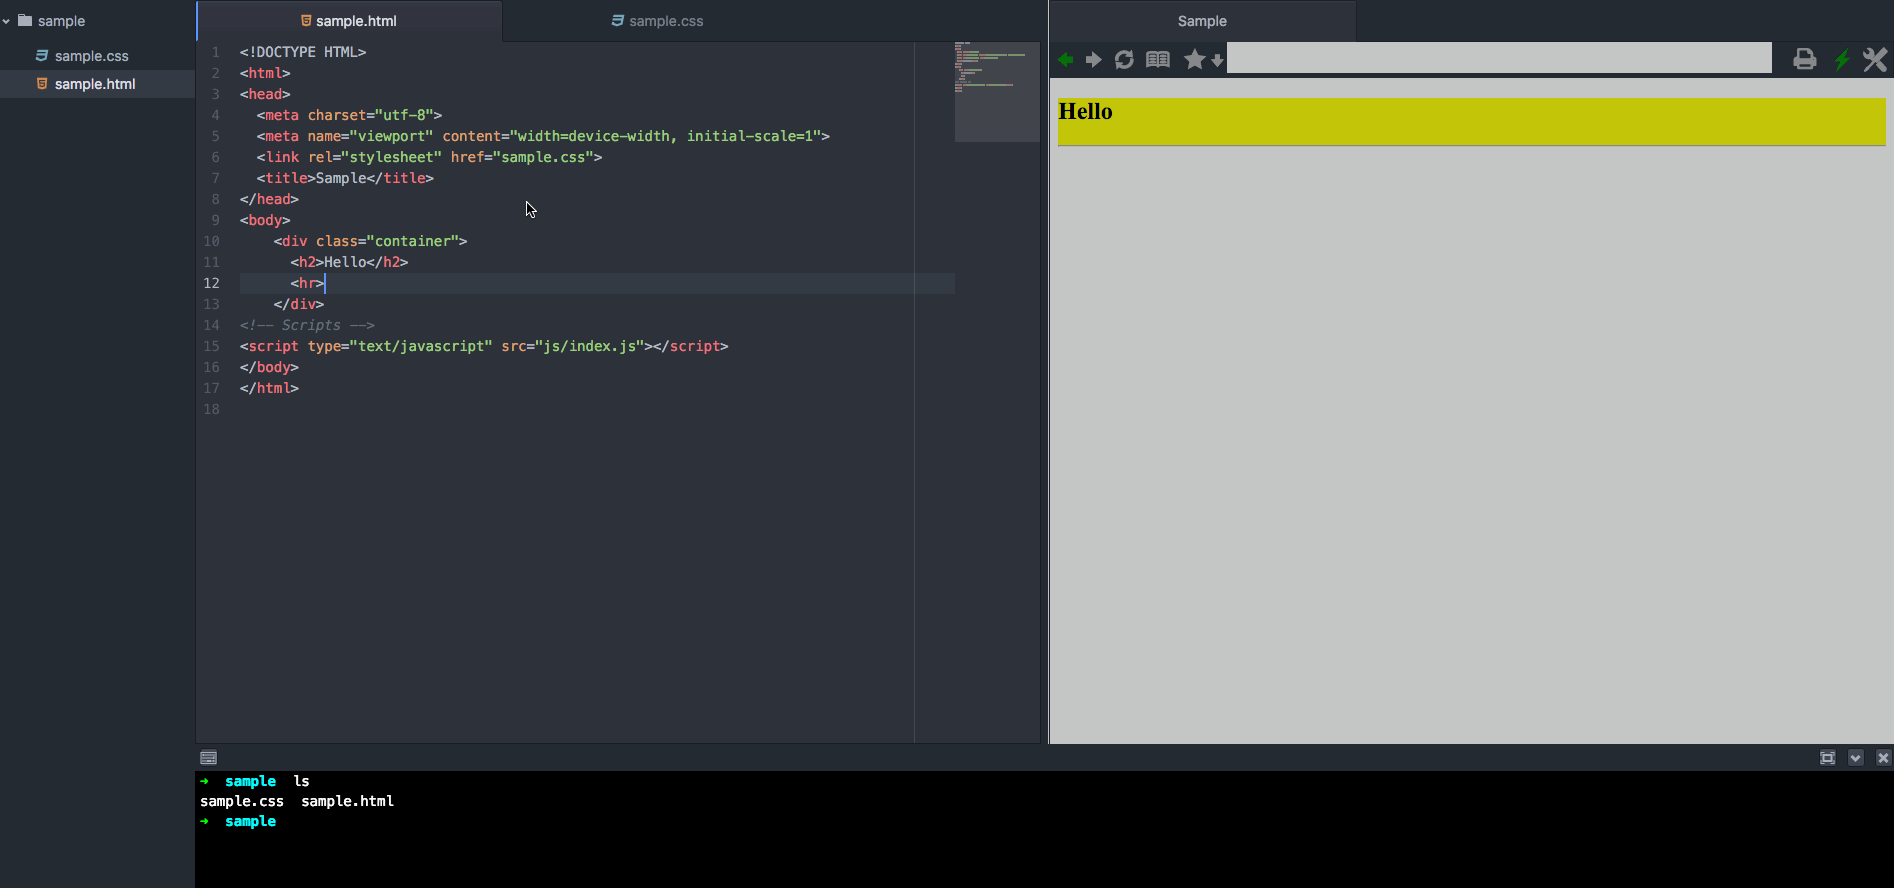 sample
sample.css
sample.html
sample.html
sample.css
Sample
1 <!DOCTYPE HTML>
2 <html>
3 <head>
4 <meta charset="utf-8">
5 <meta name="viewport" content="width=device-width, initial-scale=1">
6 <link rel="stylesheet" href="sample.css">
7 <title>Sample</title>
8 </head>
9 <body>
10 <div class="container">
11 <h2>Hello</h2>
12 <hr>
13 </div>
14 <!-- Scripts -->
15 <script type="text/javascript" src="js/index.js"></script>
16 </body>
17 </html>
18
Hello
➜ sample ls
sample.css sample.html
➜ sample